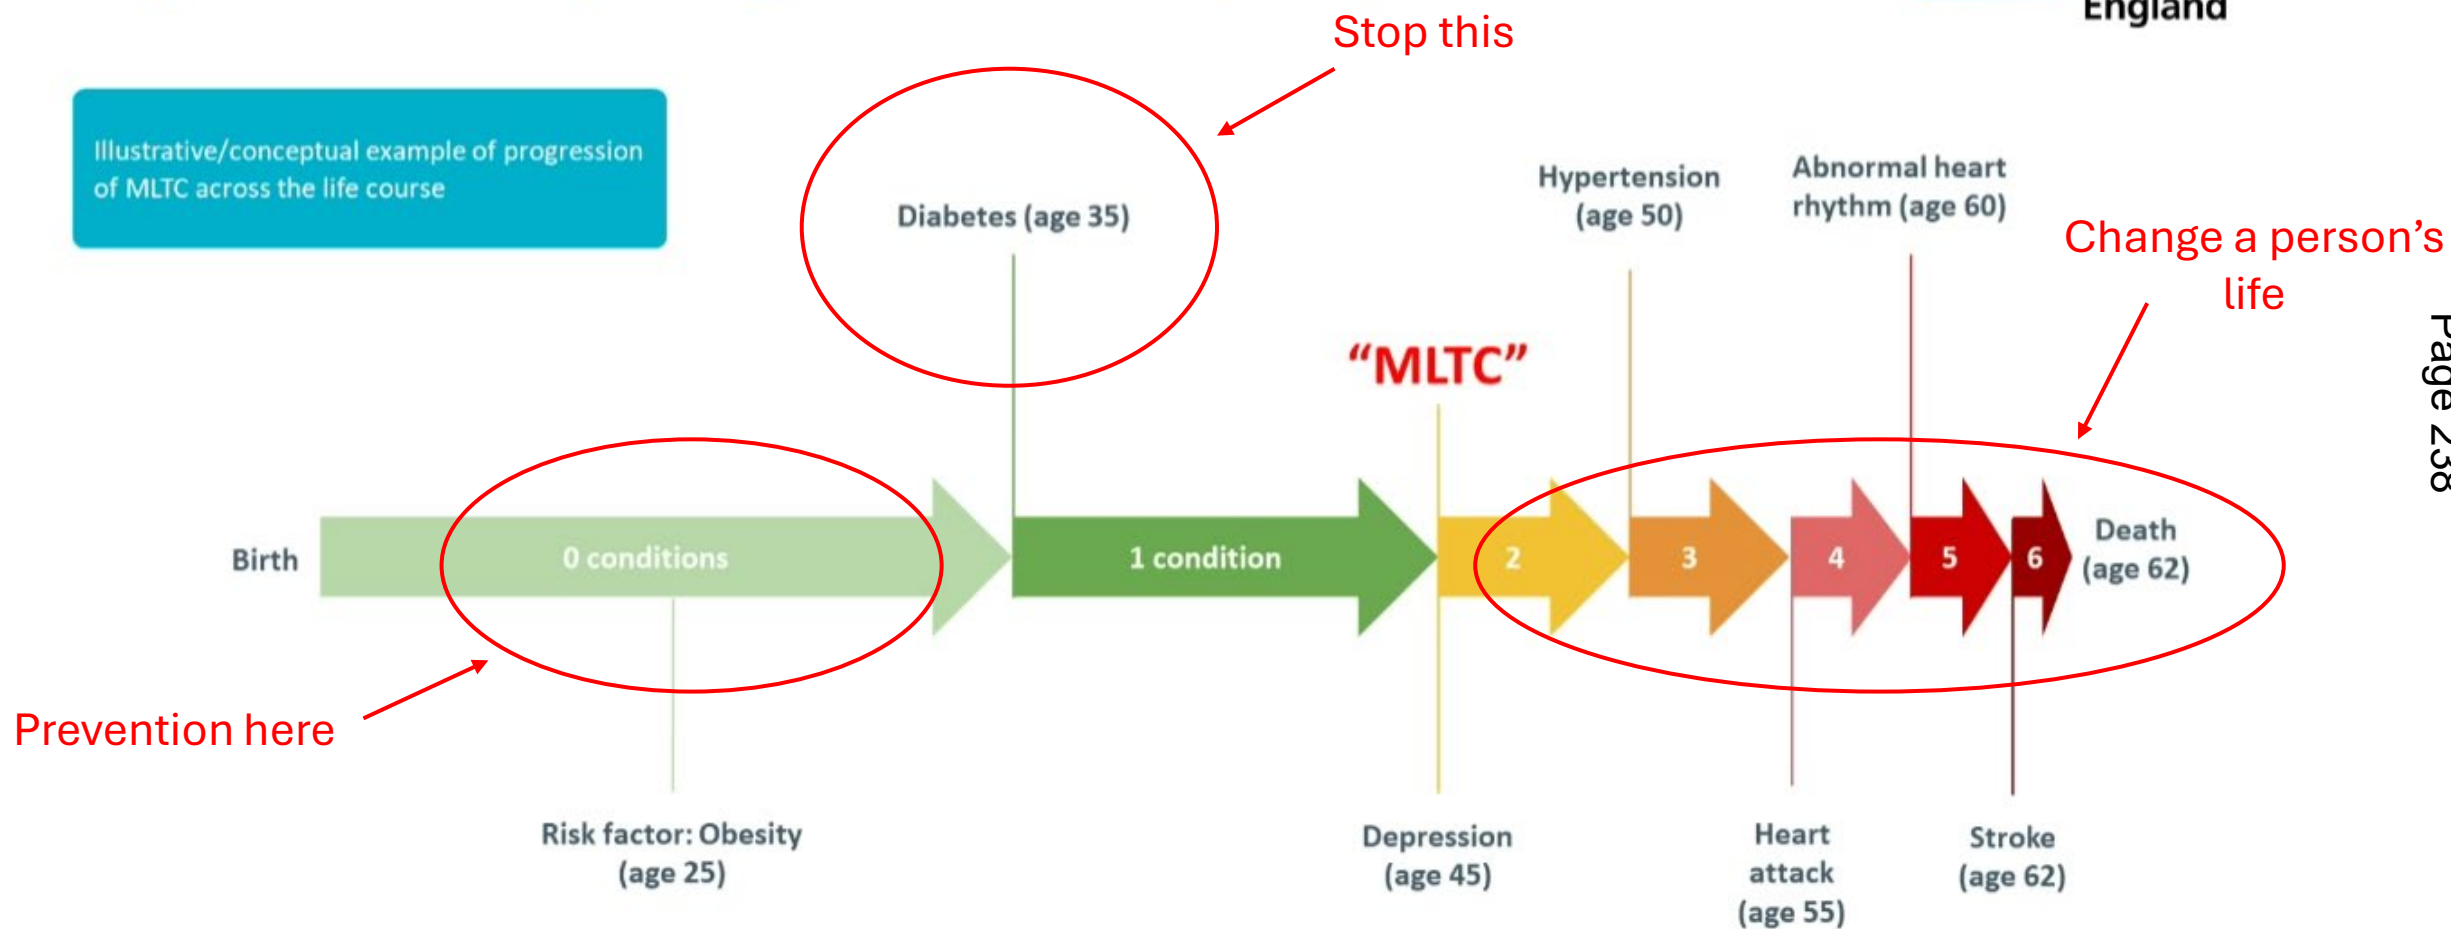 England
Stop this
Illustrative/conceptual example of progression
of MLTC across the life course
Diabetes (age 35)
Hypertension
(age 50)
Abnormal heart
rhythm (age 60)
Change a person’s
life
“MLTC”
Page 238
Birth
0 conditions
1 condition
2
3
4
5
6
Death
(age 62)
Prevention here
Risk factor: Obesity
(age 25)
Depression
(age 45)
Heart
attack
(age 55)
Stroke
(age 62)